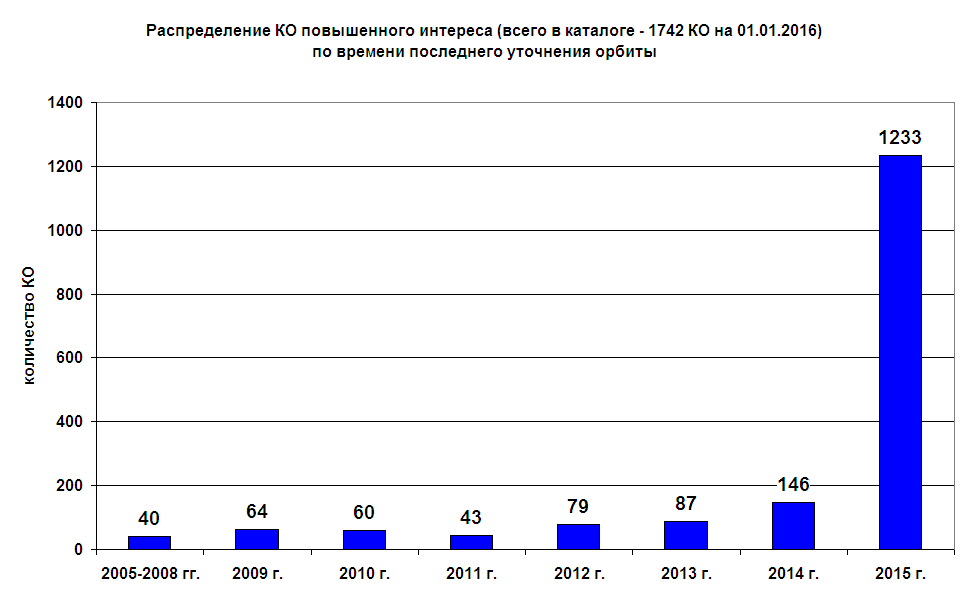 Распределение КО повышенного интереса (всего в каталоге - 1742 КО на 01.01.2016)
по времени последнего уточнения орбиты
количество КО
1400
1200
1000
800
600
400
200
0
40
64
60
43
79
87
146
1233
2005-2008 гг.
2009 г.
2010 г.
2011 г.
2012 г.
2013 г.
2014 г.
2015 г.